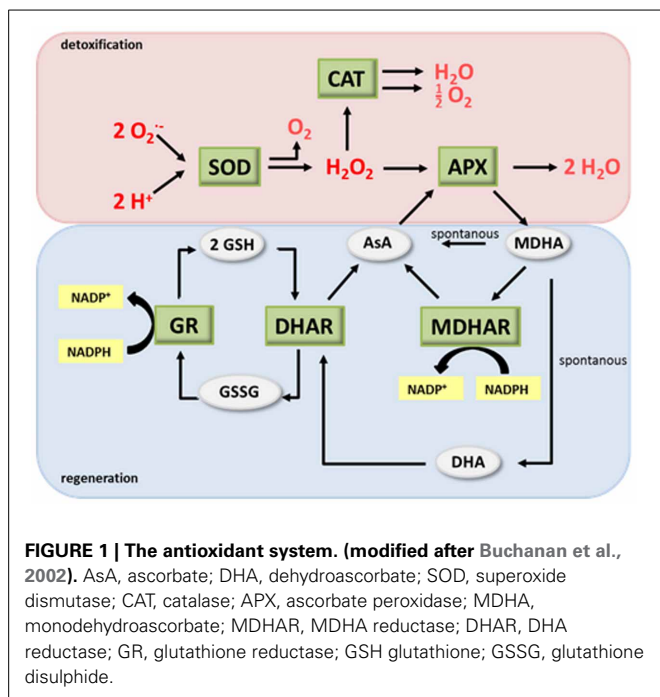 detoxification
CAT
H₂O
½ O₂
2 O₂·⁻
O₂
SOD
H₂O₂
APX
2 H₂O
2 H⁺
2 GSH
AsA
spontanous
MDHA
NADP⁺
GR
DHAR
MDHAR
NADPH
spontanous
GSSG
NADP⁺
NADPH
DHA
regeneration
FIGURE 1 | The antioxidant system. (modified after Buchanan et al.,
2002). AsA, ascorbate; DHA, dehydroascorbate; SOD, superoxide
dismutase; CAT, catalase; APX, ascorbate peroxidase; MDHA,
monodehydroascorbate; MDHAR, MDHA reductase; DHAR, DHA
reductase; GR, glutathione reductase; GSH glutathione; GSSG, glutathione
disulphide.